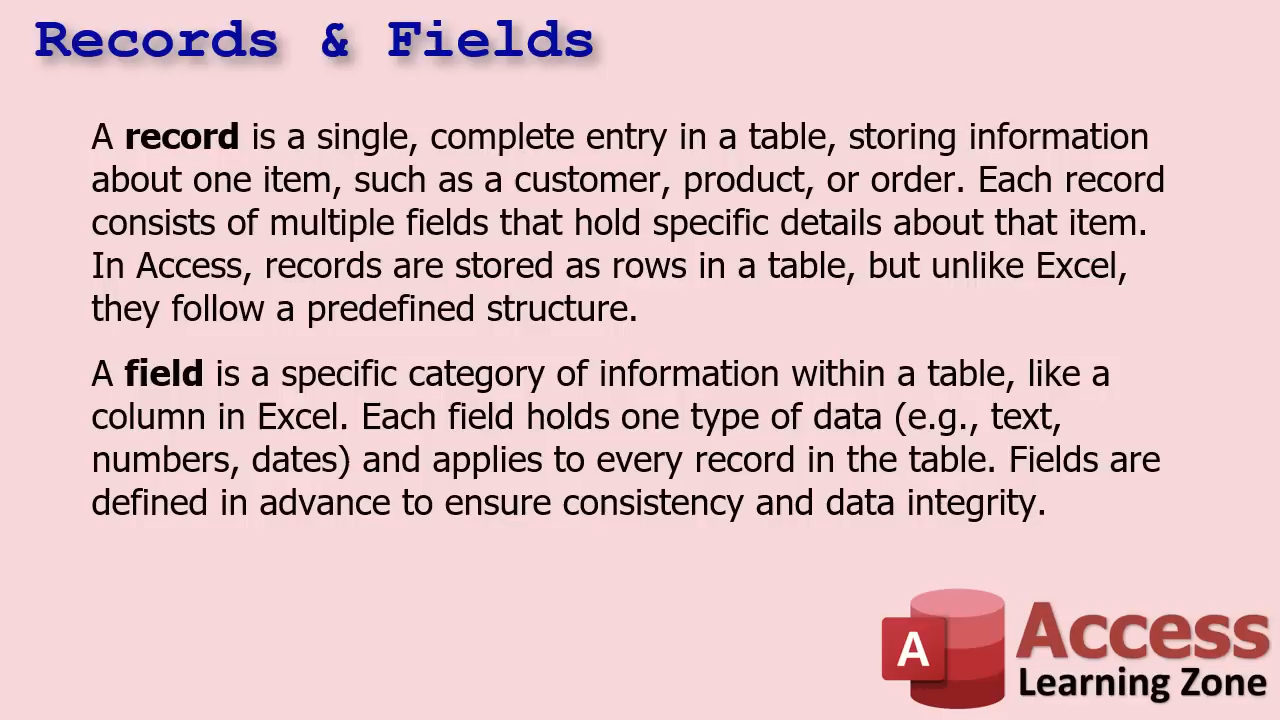 Records & Fields
A record is a single, complete entry in a table, storing information
about one item, such as a customer, product, or order. Each record
consists of multiple fields that hold specific details about that item.
In Access, records are stored as rows in a table, but unlike Excel,
they follow a predefined structure.
A field is a specific category of information within a table, like a
column in Excel. Each field holds one type of data (e.g., text,
numbers, dates) and applies to every record in the table. Fields are
defined in advance to ensure consistency and data integrity.
A
Access
Learning Zone